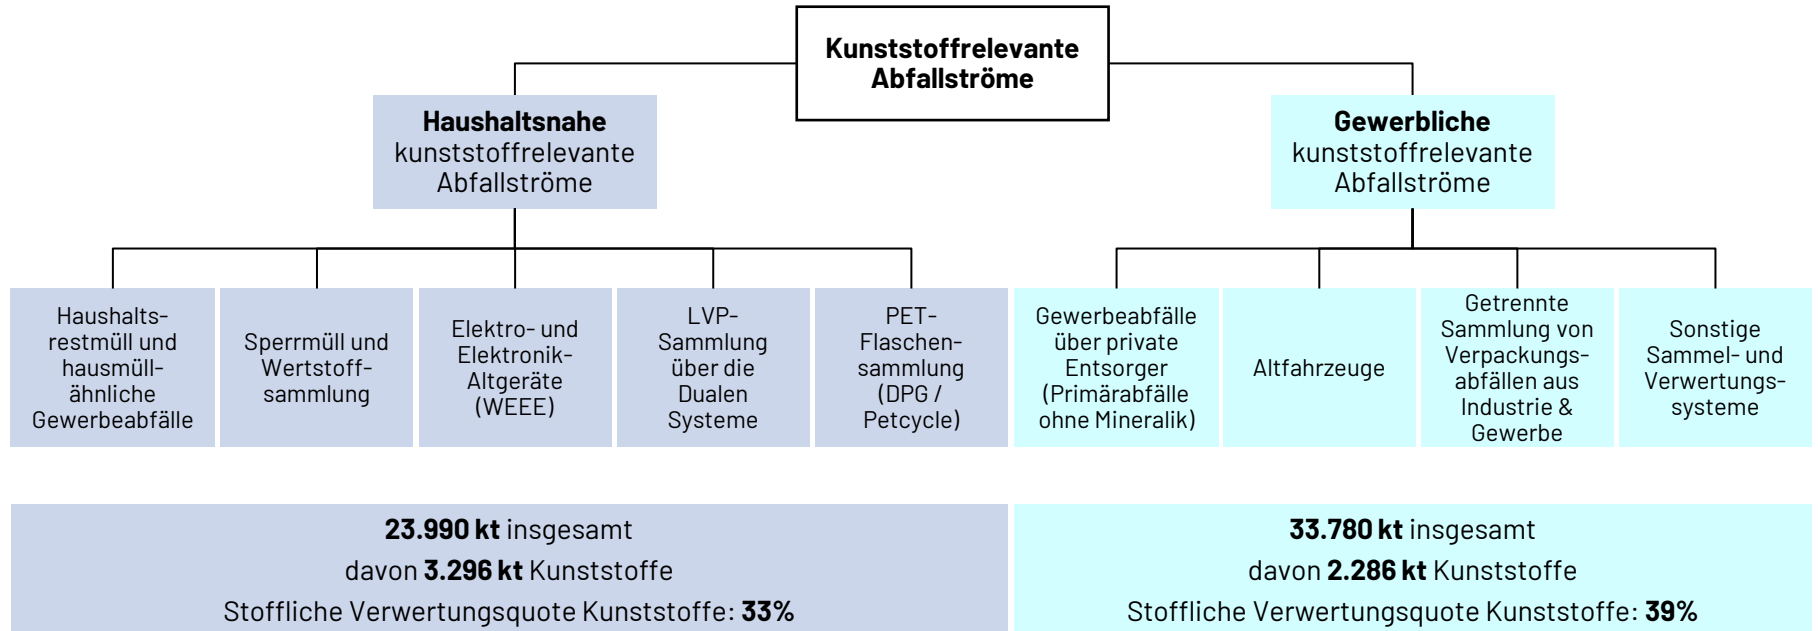 Kunststoffrelevante
Abfallströme
Haushaltsnahe
kunststoffrelevante
Abfallströme
Gewerbliche
kunststoffrelevante
Abfallströme
Haushalts-
restmüll und
hausmüll-
ähnliche
Gewerbeabfälle
Sperrmüll und
Wertstoff-
sammlung
Elektro- und
Elektronik-
Altgeräte
(WEEE)
LVP-
Sammlung
über die
Dualen
Systeme
PET-
Flaschen-
sammlung
(DPG /
Petcycle)
Gewerbeabfälle
über private
Entsorger
(Primärabfälle
ohne Mineralik)
Altfahrzeuge
Getrennte
Sammlung von
Verpackungs-
abfällen aus
Industrie &
Gewerbe
Sonstige
Sammel- und
Verwertungs-
systeme
23.990 kt insgesamt
davon 3.296 kt Kunststoffe
Stoffliche Verwertungsquote Kunststoffe: 33%
33.780 kt insgesamt
davon 2.286 kt Kunststoffe
Stoffliche Verwertungsquote Kunststoffe: 39%